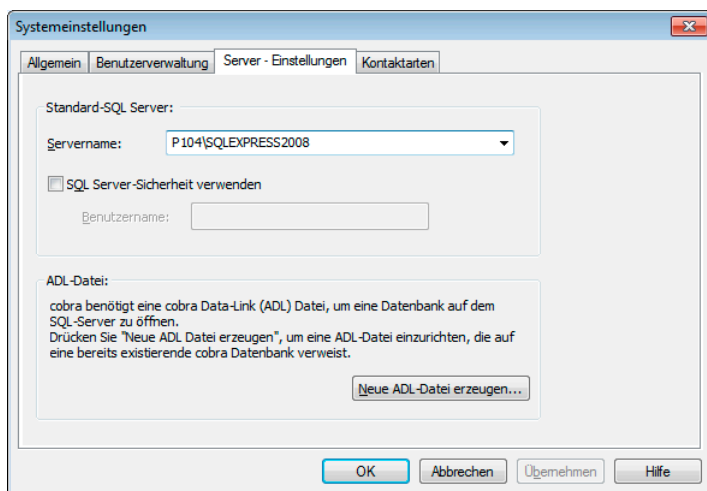 Systemeinstellungen
Allgemein Benutzerverwaltung Server - Einstellungen Kontaktarten
Standard-SQL Server:
Servername: P104\SQLEXPRESS2008
SQL Server-Sicherheit verwenden
Benutzername:
ADL-Datei:
cobra benötigt eine cobra Data-Link (ADL) Datei, um eine Datenbank auf dem
SQL-Server zu öffnen.
Drücken Sie "Neue ADL Datei erzeugen", um eine ADL-Datei einzurichten, die auf
eine bereits existierende cobra Datenbank verweist.
Neue ADL-Datei erzeugen...
OK Abbrechen Übernehmen Hilfe